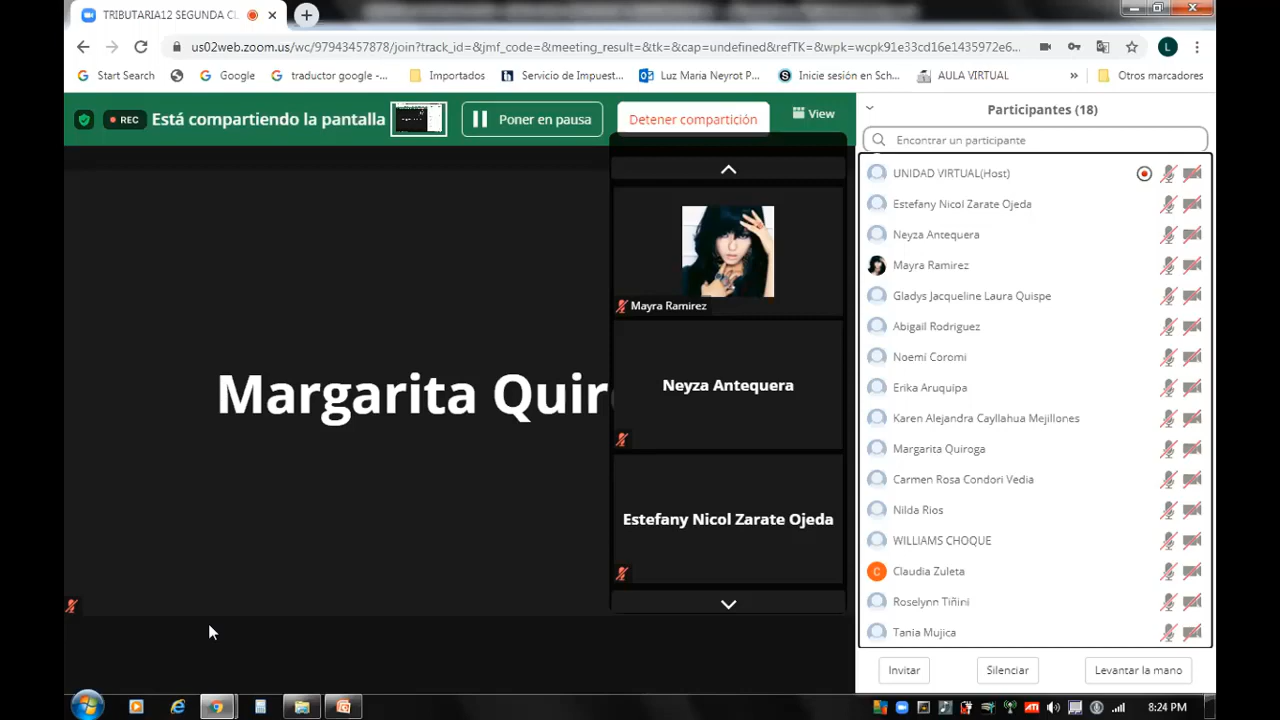 TRIBUTARIA12 SEGUNDA CL
us02web.zoom.us/wc/97943457878/join?track_id=&jmf_code=&meeting_result=&tk=&cap=undefined&refTK=&wpk=wcpk91e33cd16e1435972e6...
L
Start Search
Google
traductor google -...
Importados
Servicio de Impuest...
Luz Maria Neyrot P...
Inicie sesión en Sch...
AULA VIRTUAL
»
Otros marcadores
REC
Está compartiendo la pantalla
Poner en pausa
Detener compartición
View
Participantes (18)
Encontrar un participante
Margarita Quir
Mayra Ramirez
Neyza Antequera
Estefany Nicol Zarate Ojeda
UNIDAD VIRTUAL(Host)
Estefany Nicol Zarate Ojeda
Neyza Antequera
Mayra Ramirez
Gladys Jacqueline Laura Quispe
Abigail Rodriguez
Noemi Coromi
Erika Aruquipa
Karen Alejandra Cayllahua Mejillones
Margarita Quiroga
Carmen Rosa Condori Vedia
Nilda Rios
WILLIAMS CHOQUE
C Claudia Zuleta
Roselynn Tiñini
Tania Mujica
Invitar
Silenciar
Levantar la mano
ATI
8:24 PM